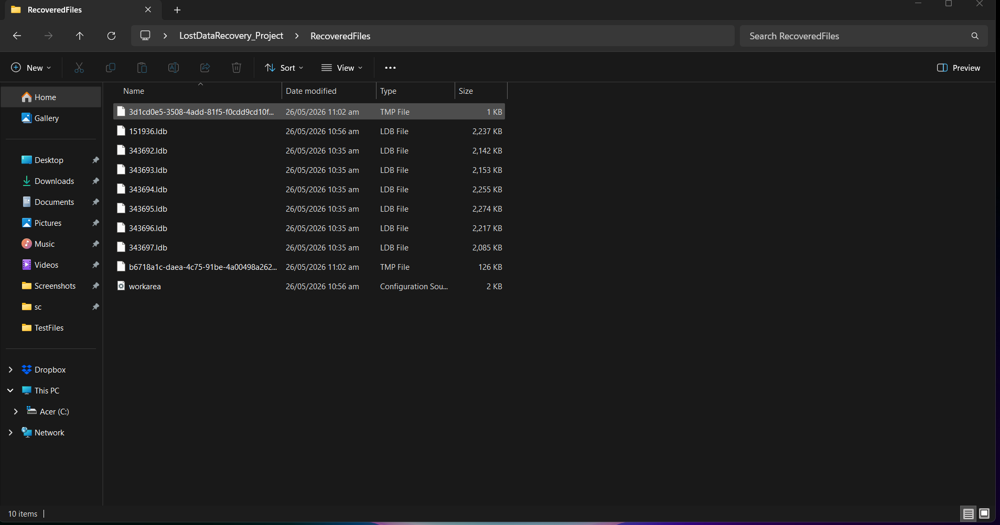 RecoveredFiles
LostDataRecovery_Project > RecoveredFiles
Search RecoveredFiles
New
Sort
View
Preview
Home
Gallery
Desktop
Downloads
Documents
Pictures
Music
Videos
Screenshots
sc
TestFiles
Dropbox
This PC
Acer (C:)
Network
Name Date modified Type Size
3d1cd0e5-3508-4add-81f5-f0cdd9cd10f... 26/05/2026 11:02 am TMP File 1 KB
151936.ldb 26/05/2026 10:56 am LDB File 2,237 KB
343692.ldb 26/05/2026 10:35 am LDB File 2,142 KB
343693.ldb 26/05/2026 10:35 am LDB File 2,153 KB
343694.ldb 26/05/2026 10:35 am LDB File 2,255 KB
343695.ldb 26/05/2026 10:35 am LDB File 2,274 KB
343696.ldb 26/05/2026 10:35 am LDB File 2,217 KB
343697.ldb 26/05/2026 10:35 am LDB File 2,085 KB
b6718a1c-daea-4c75-91be-4a00498a262... 26/05/2026 11:02 am TMP File 126 KB
workarea 26/05/2026 10:56 am Configuration Sou... 2 KB
10 items